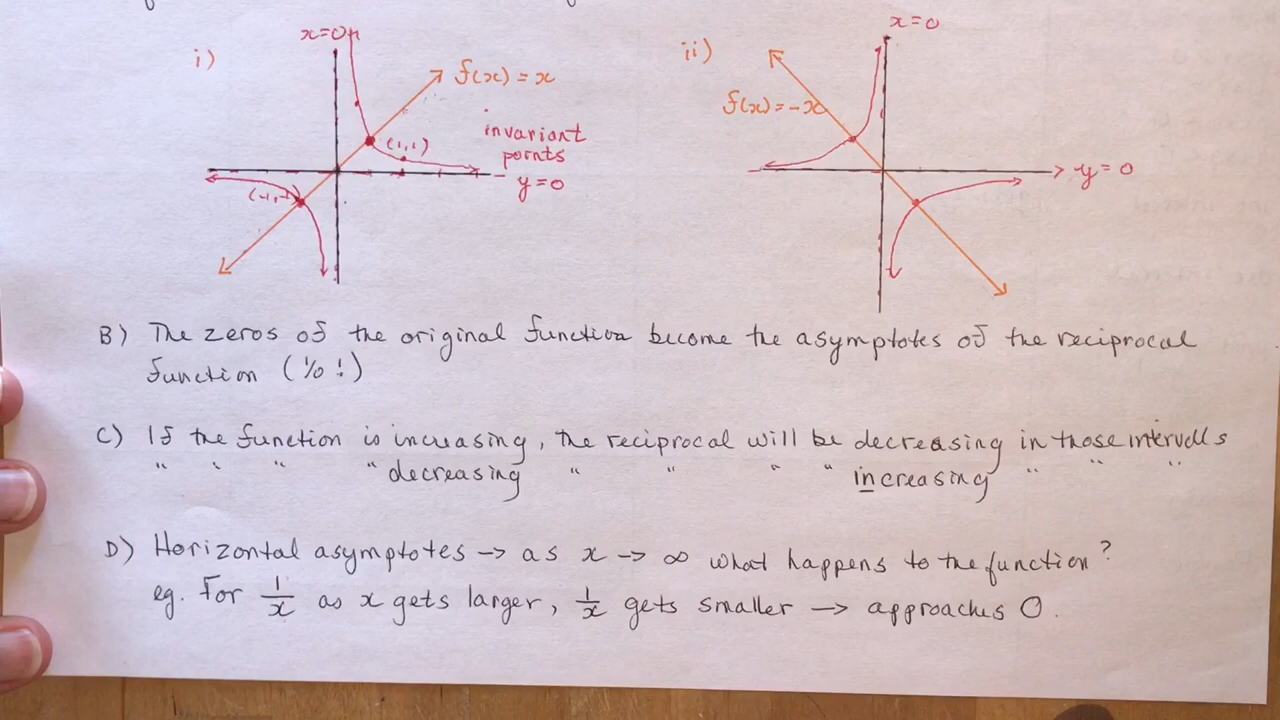 i)
x=0
f(x) = x
(1,1)
invariant
points
y=0
(-1,-1)
ii)
x=0
f(x) = -x
y=0
B) The zeros of the original function become the asymptotes of the reciprocal
function (1/0!)
C) If the function is increasing, the reciprocal will be decreasing in those intervals
" " " " decreasing " " " " increasing " " "
D) Horizontal asymptotes → as x → ∞ what happens to the function?
eg. For 1/x as x gets larger, 1/x gets smaller → approaches 0.